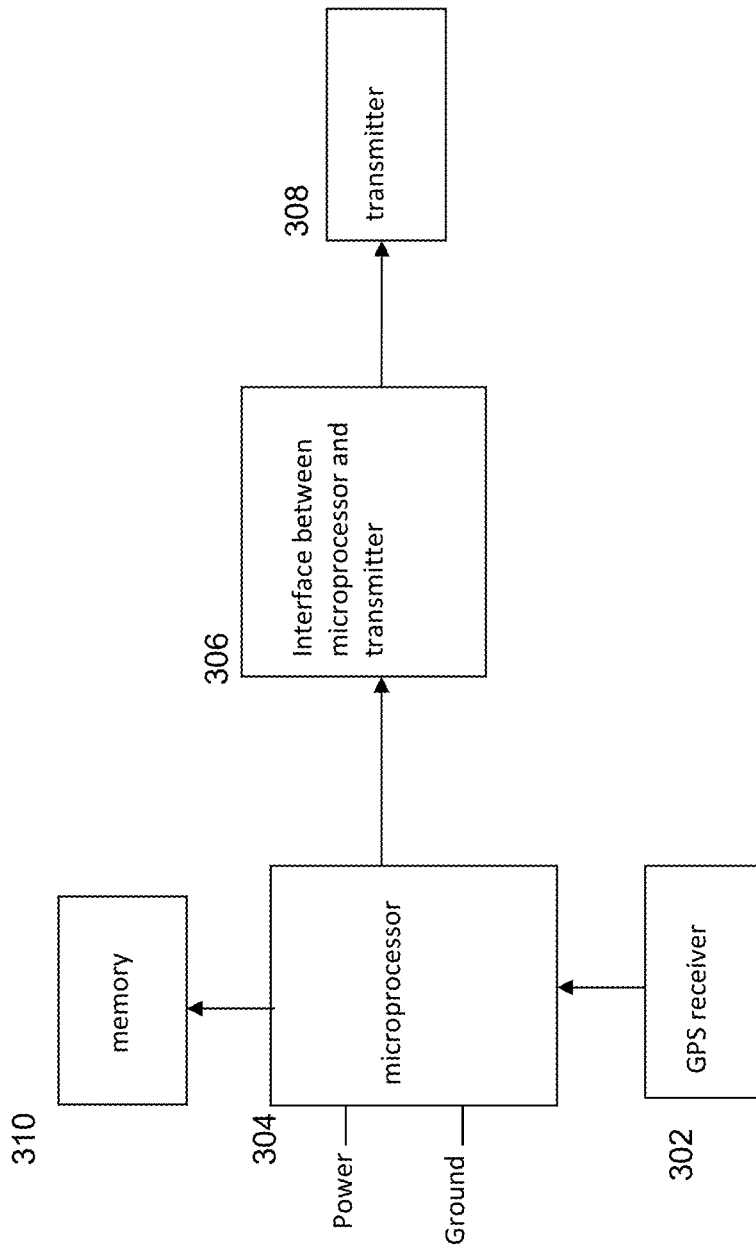 310
memory
304
microprocessor
Power
Ground
302
GPS receiver
306
Interface between
microprocessor and
transmitter
308
transmitter